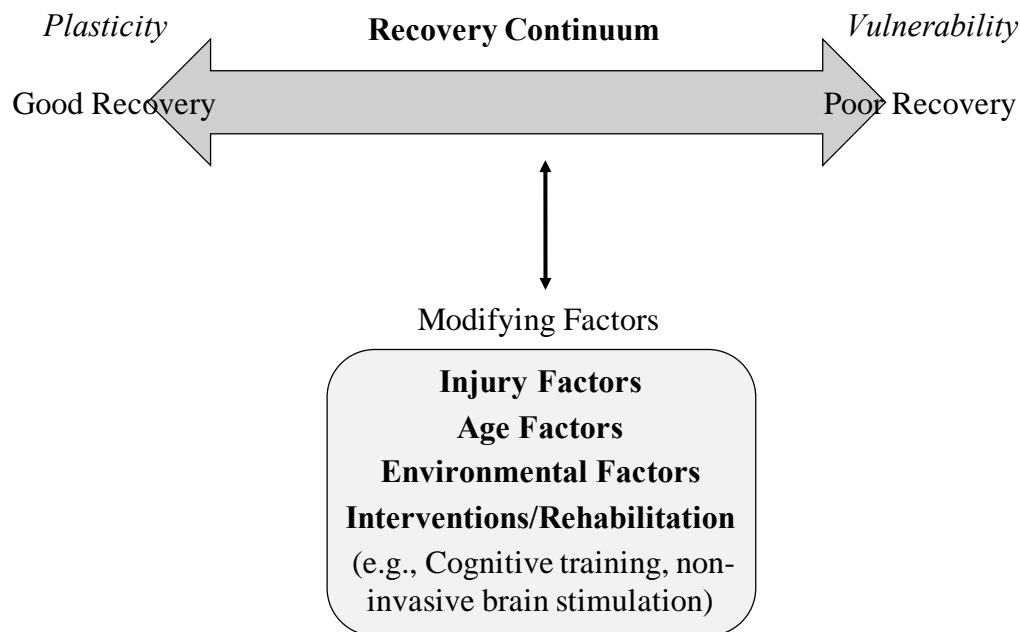 Plasticity
Recovery Continuum
Vulnerability
Good Recovery
Poor Recovery
Modifying Factors
Injury Factors
Age Factors
Environmental Factors
Interventions/Rehabilitation
(e.g., Cognitive training, non-
invasive brain stimulation)